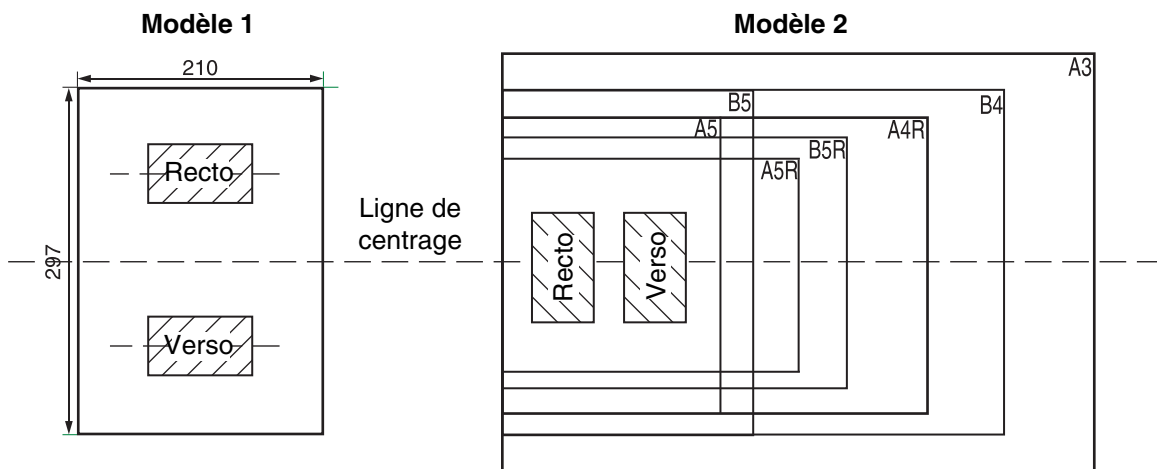 Modèle 1
Modèle 2
210
297
Recto
Verso
Ligne de
centrage
A3
B4
B5
A5
A4R
B5R
A5R
Recto
Verso